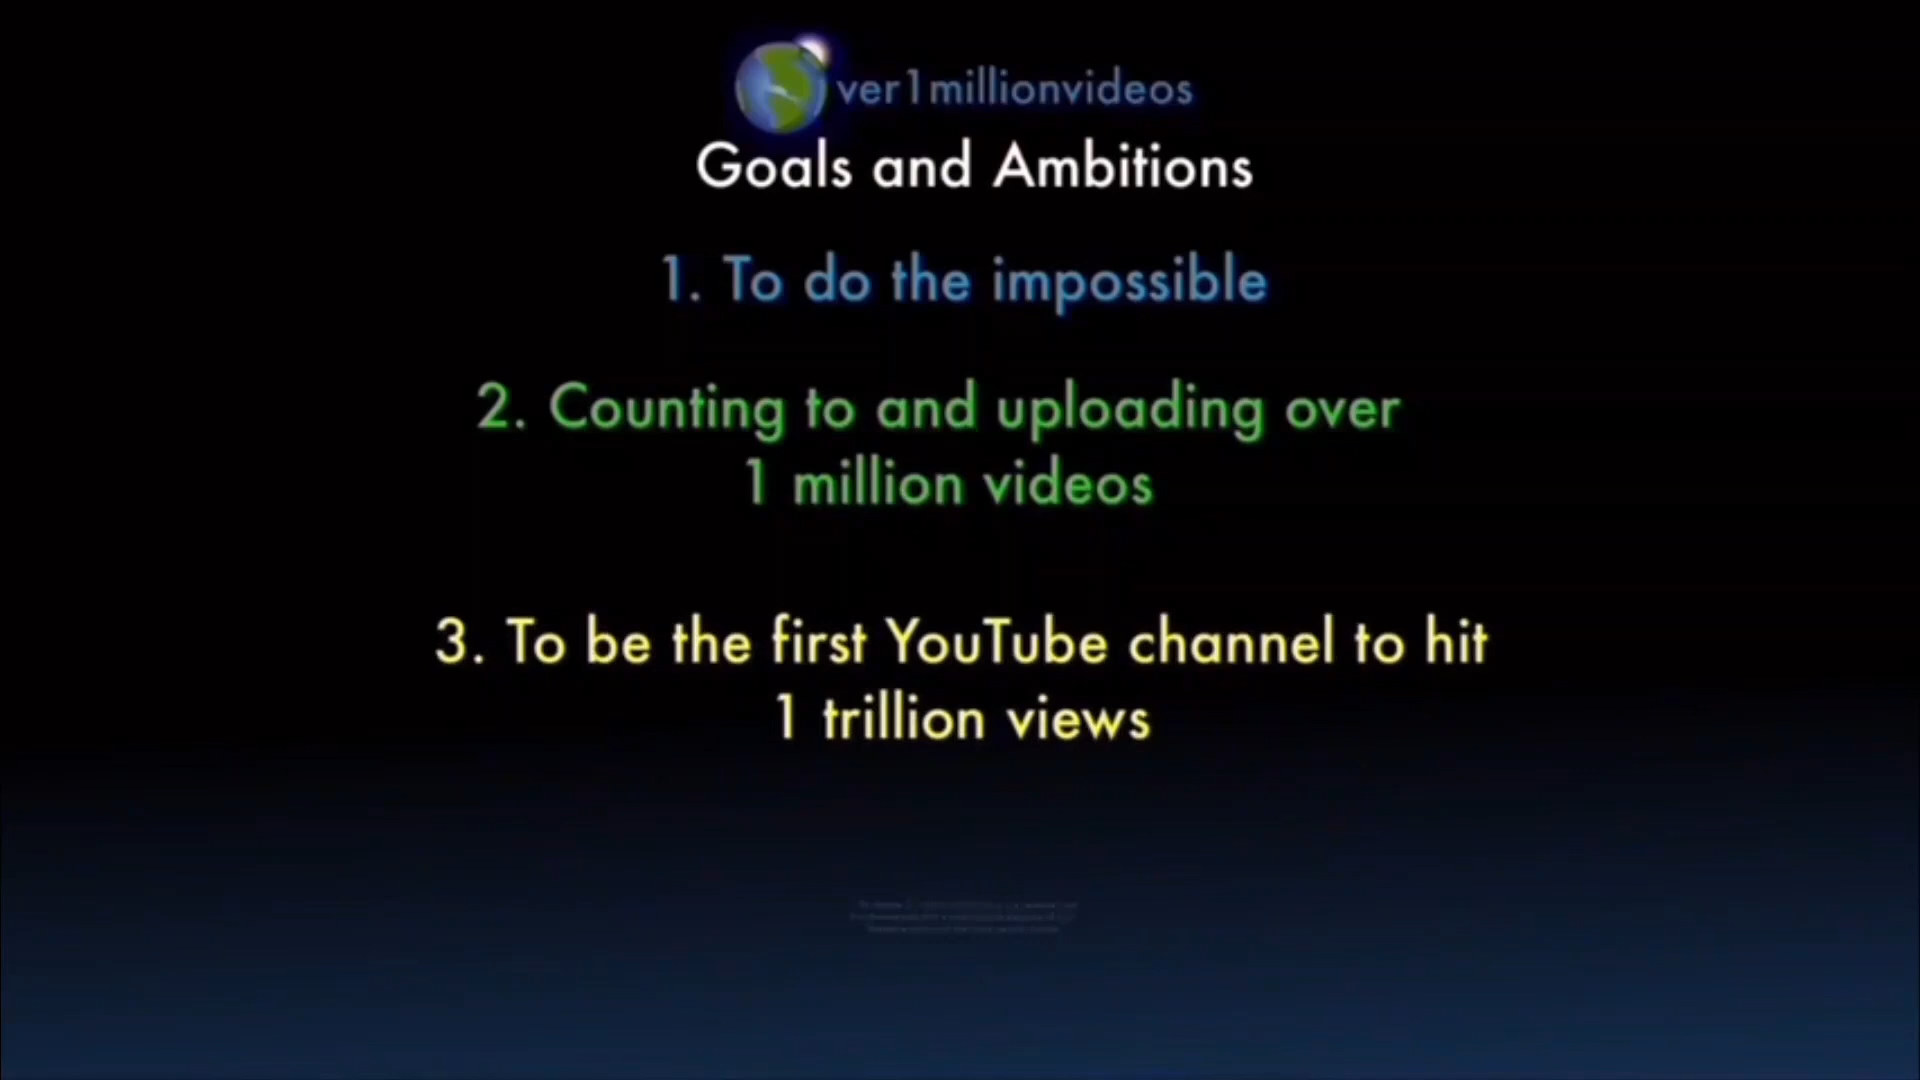 ver1millionvideos
Goals and Ambitions
1. To do the impossible
2. Counting to and uploading over
1 million videos
3. To be the first YouTube channel to hit
1 trillion views